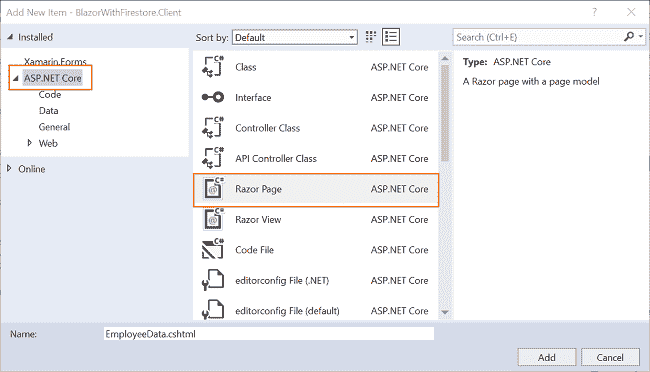 Add New Item - BlazorWithFirestore.Client
? ×
Installed
Sort by: Default
Search (Ctrl+E)
Xamarin.Forms
ASP.NET Core
Code
Data
General
Web
Online
C# Class ASP.NET Core
Interface ASP.NET Core
C# Controller Class ASP.NET Core
C# API Controller Class ASP.NET Core
C# @ Razor Page ASP.NET Core
C# @ Razor View ASP.NET Core
C# Code File ASP.NET Core
editorconfig File (.NET) ASP.NET Core
editorconfig File (default) ASP.NET Core
Type: ASP.NET Core
A Razor page with a page model
Name: EmployeeData.cshtml
Add Cancel